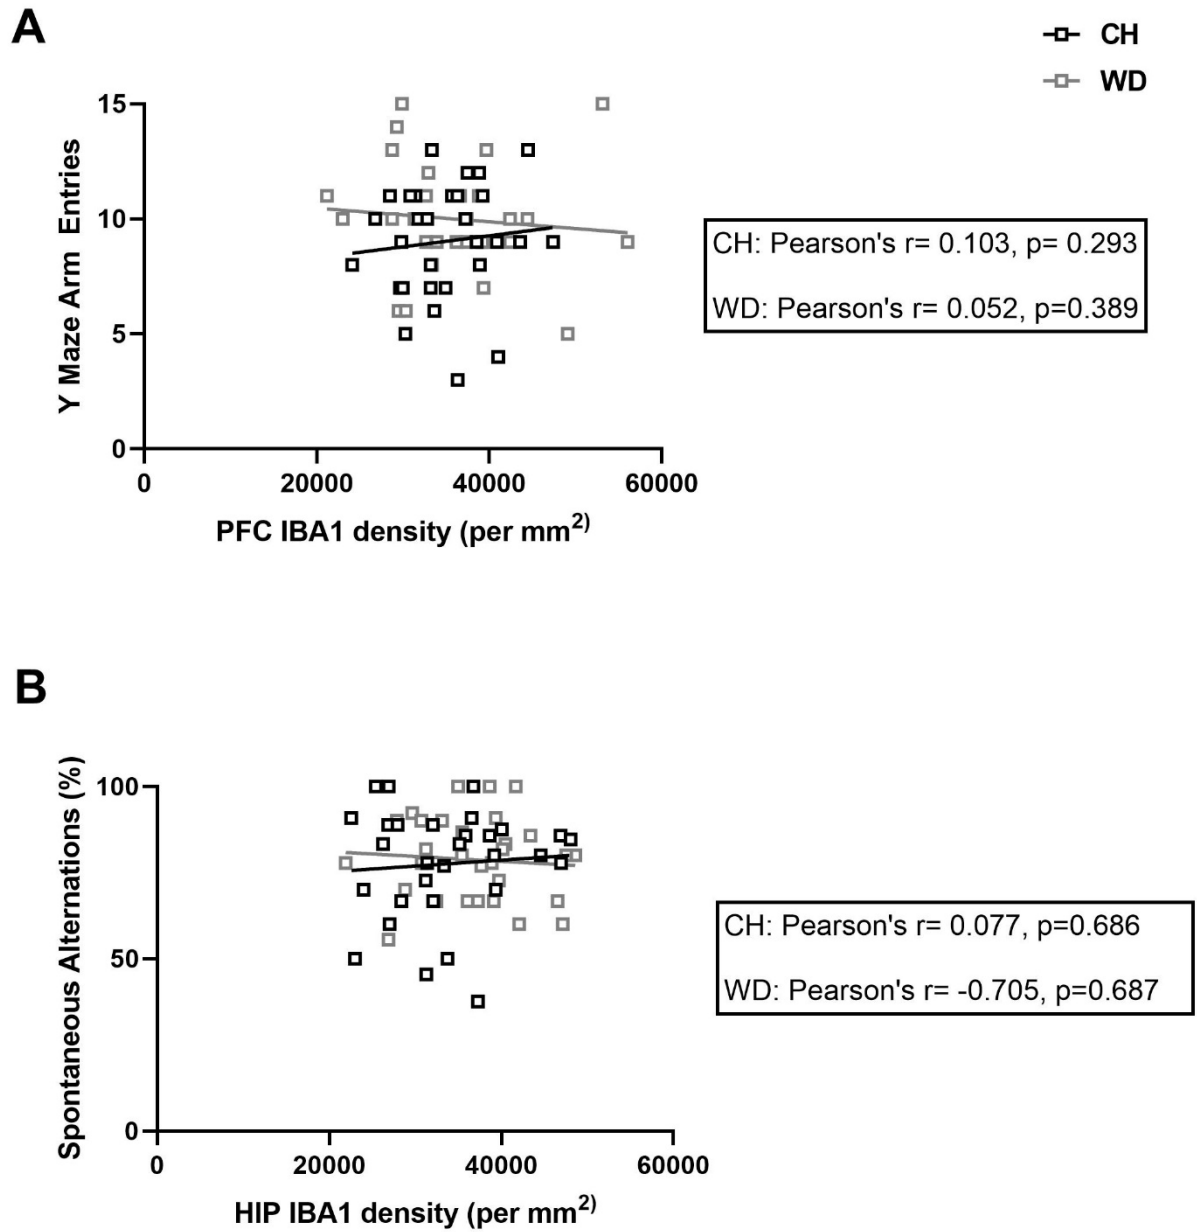 A
CH
WD
15
10
5
0
Y Maze Arm Entries
0 20000 40000 60000
PFC IBA1 density (per mm2)
CH: Pearson's r= 0.103, p= 0.293
WD: Pearson's r= 0.052, p=0.389
B
100
50
0
Spontaneous Alternations (%)
0 20000 40000 60000
HIP IBA1 density (per mm2)
CH: Pearson's r= 0.077, p=0.686
WD: Pearson's r= -0.705, p=0.687